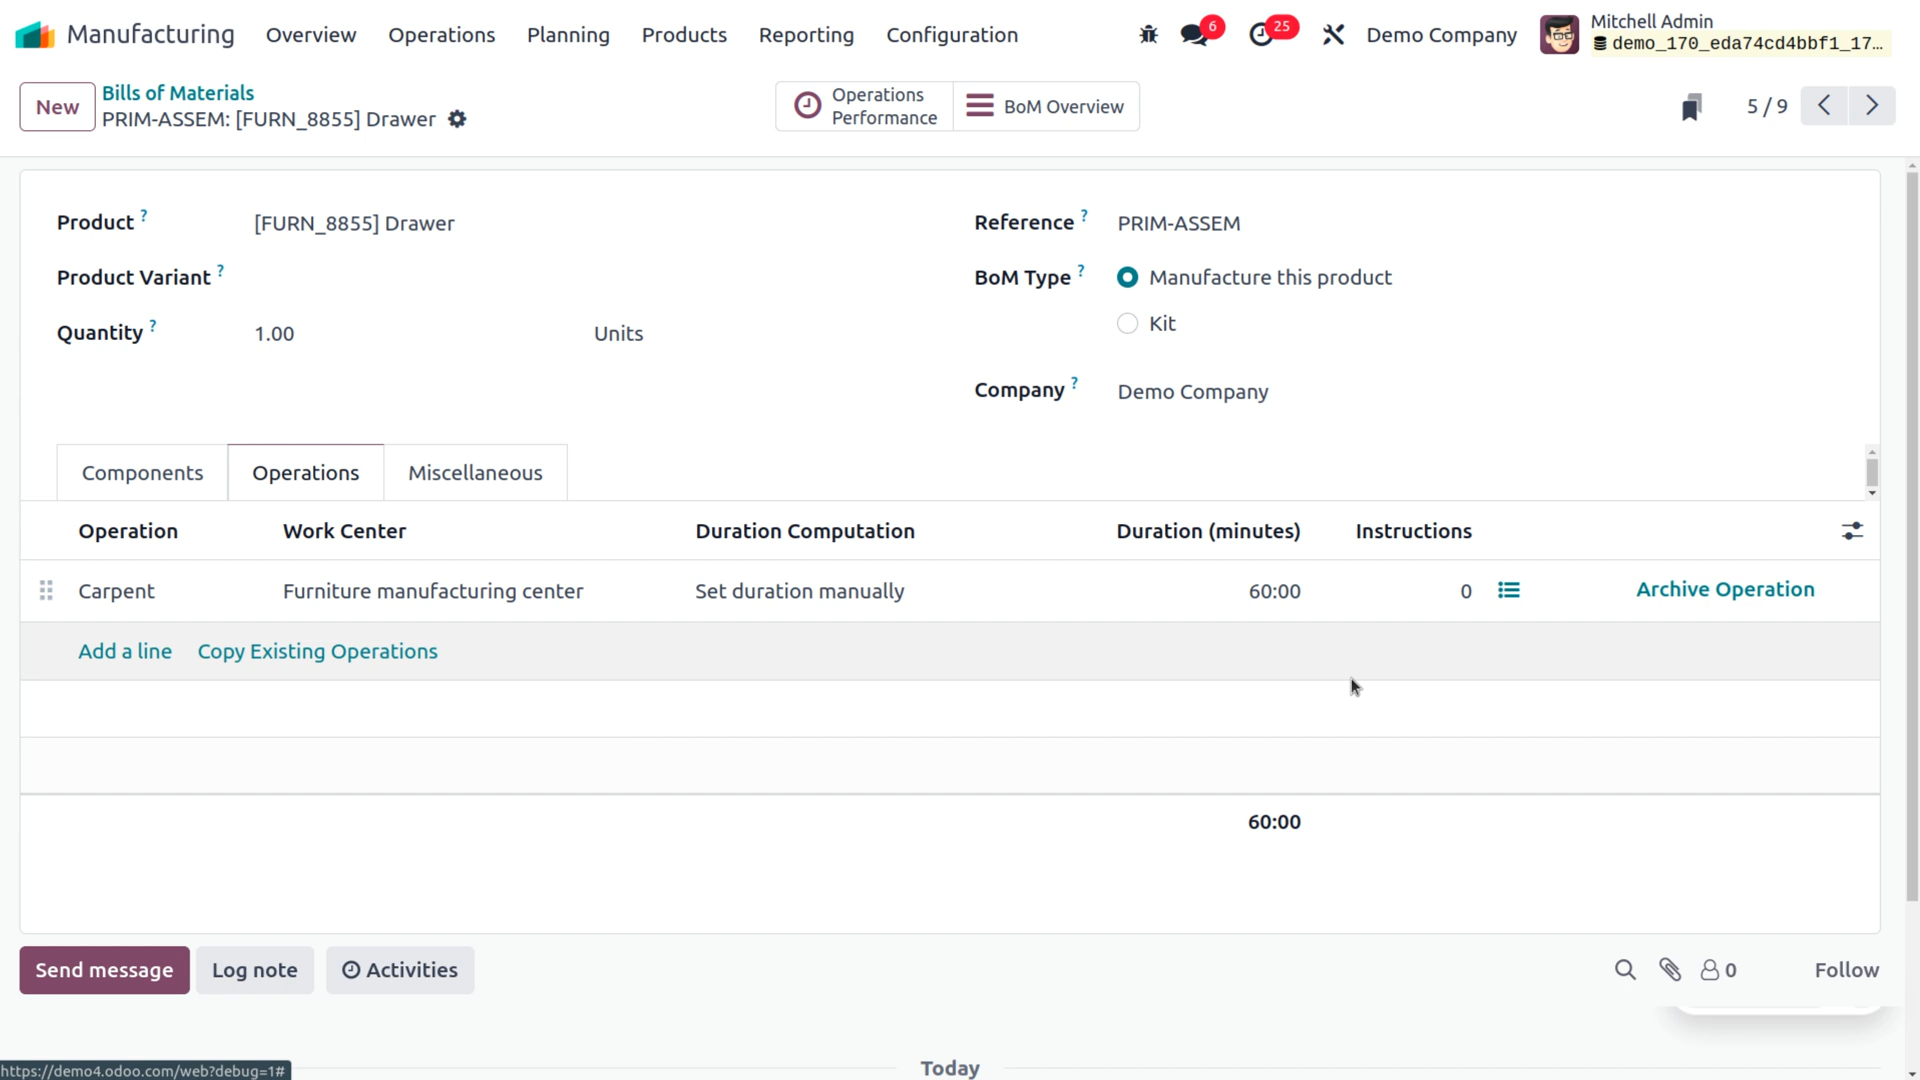 Manufacturing Overview Operations Planning Products Reporting Configuration 6 25 Demo Company Mitchell Admin
demo_170_eda74cd4bbf1_17...
New Bills of Materials
PRIM-ASSEM: [FURN_8855] Drawer
Operations
Performance
BoM Overview
5 / 9
Product ? [FURN_8855] Drawer
Reference ? PRIM-ASSEM
Product Variant ?
BoM Type ? Manufacture this product
Kit
Quantity ? 1.00 Units
Company ? Demo Company
Components Operations Miscellaneous
Operation Work Center Duration Computation Duration (minutes) Instructions
Carpent Furniture manufacturing center Set duration manually 60:00 0 Archive Operation
Add a line Copy Existing Operations
60:00
Send message Log note Activities 0 Follow
Today
https://demo4.odoo.com/web?debug=1#